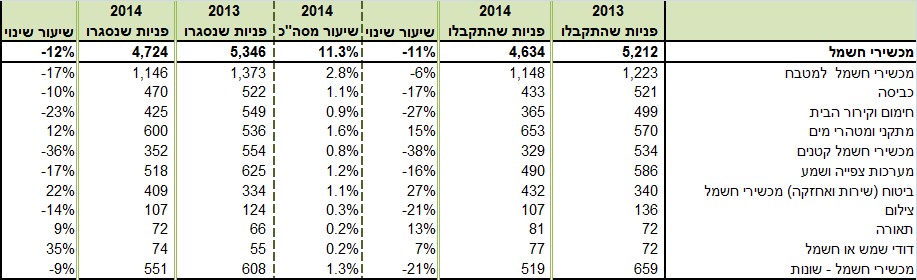 2013 2014 2014 2013 2014
פניות שהתקבלו פניות שהתקבלו שיעור שינוי שיעור מסה"כ פניות שנסגרו פניות שנסגרו שיעור שינוי
מכשירי חשמל 5,212 4,634 -11% 11.3% 5,346 4,724 -12%
מכשירי חשמל למטבח 1,223 1,148 -6% 2.8% 1,373 1,146 -17%
כביסה 521 433 -17% 1.1% 522 470 -10%
חימום וקירור הבית 499 365 -27% 0.9% 549 425 -23%
מתקני ומטהרי מים 570 653 15% 1.6% 536 600 12%
מכשירי חשמל קטנים 534 329 -38% 0.8% 554 352 -36%
מערכות צפייה ושמע 586 490 -16% 1.2% 625 518 -17%
ביטוח (שירות ואחזקה) מכשירי חשמל 340 432 27% 1.1% 334 409 22%
צילום 136 107 -21% 0.3% 124 107 -14%
תאורה 72 81 13% 0.2% 66 72 9%
דודי שמש או חשמל 72 77 7% 0.2% 55 74 35%
מכשירי חשמל - שונות 659 519 -21% 1.3% 608 551 -9%